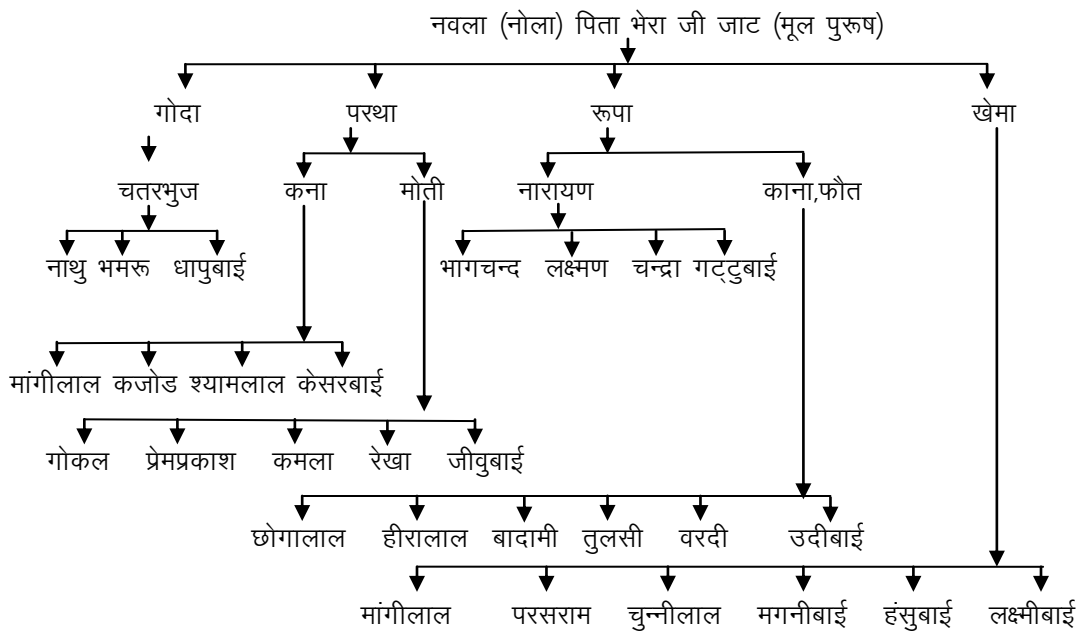 नवला (नोला) पिता भेरा जी जाट (मूल पुरूष)
गोदा परथा रूपा खेमा
चतरभुज कना मोती नारायण काना,फौत
नाथु भमरू धापुबाई भागचन्द लक्ष्मण चन्द्रा गट्टुबाई
मांगीलाल कजोड श्यामलाल केसरबाई
गोकल प्रेमप्रकाश कमला रेखा जीवुबाई
छोगालाल हीरालाल बादामी तुलसी वरदी उदीबाई
मांगीलाल परसराम चुन्नीलाल मगनीबाई हंसुबाई लक्ष्मीबाई